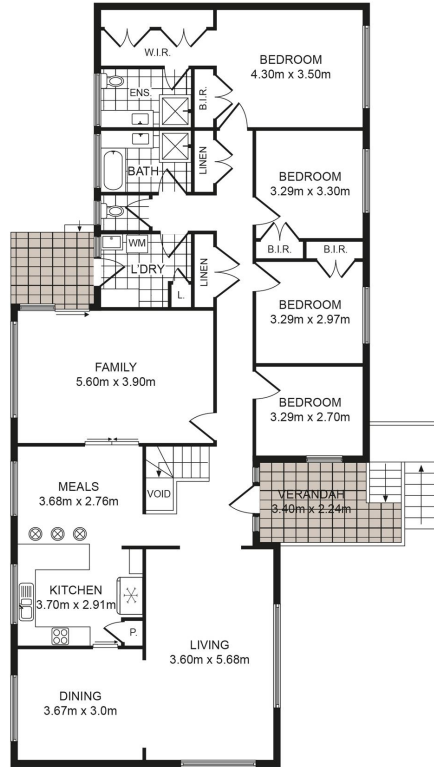 W.I.R.
BEDROOM
4.30m x 3.50m
ENS.
B.I.R.
BATH
LINEN
BEDROOM
3.29m x 3.30m
B.I.R.
B.I.R.
WM
L'DRY
L.
LINEN
BEDROOM
3.29m x 2.97m
FAMILY
5.60m x 3.90m
BEDROOM
3.29m x 2.70m
MEALS
3.68m x 2.76m
VOID
VERANDAH
3.40m x 2.24m
KITCHEN
3.70m x 2.91m
P.
LIVING
3.60m x 5.68m
DINING
3.67m x 3.0m